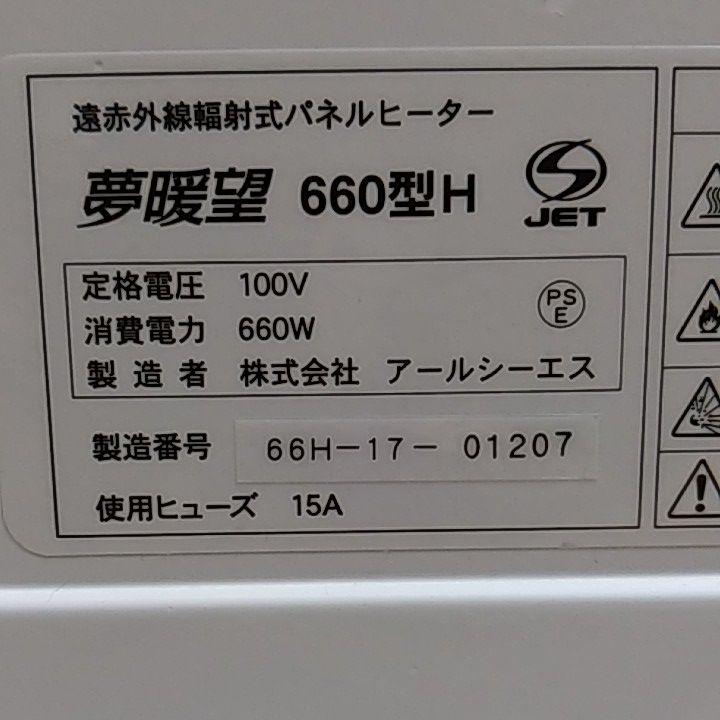 遠赤外線輻射式パネルヒーター
夢暖望 660型H
JET
定格電圧 100V
PS
E
消費電力 660W
製造者 株式会社 アールシーエス
製造番号 66H-17- 01207
使用ヒューズ 15A